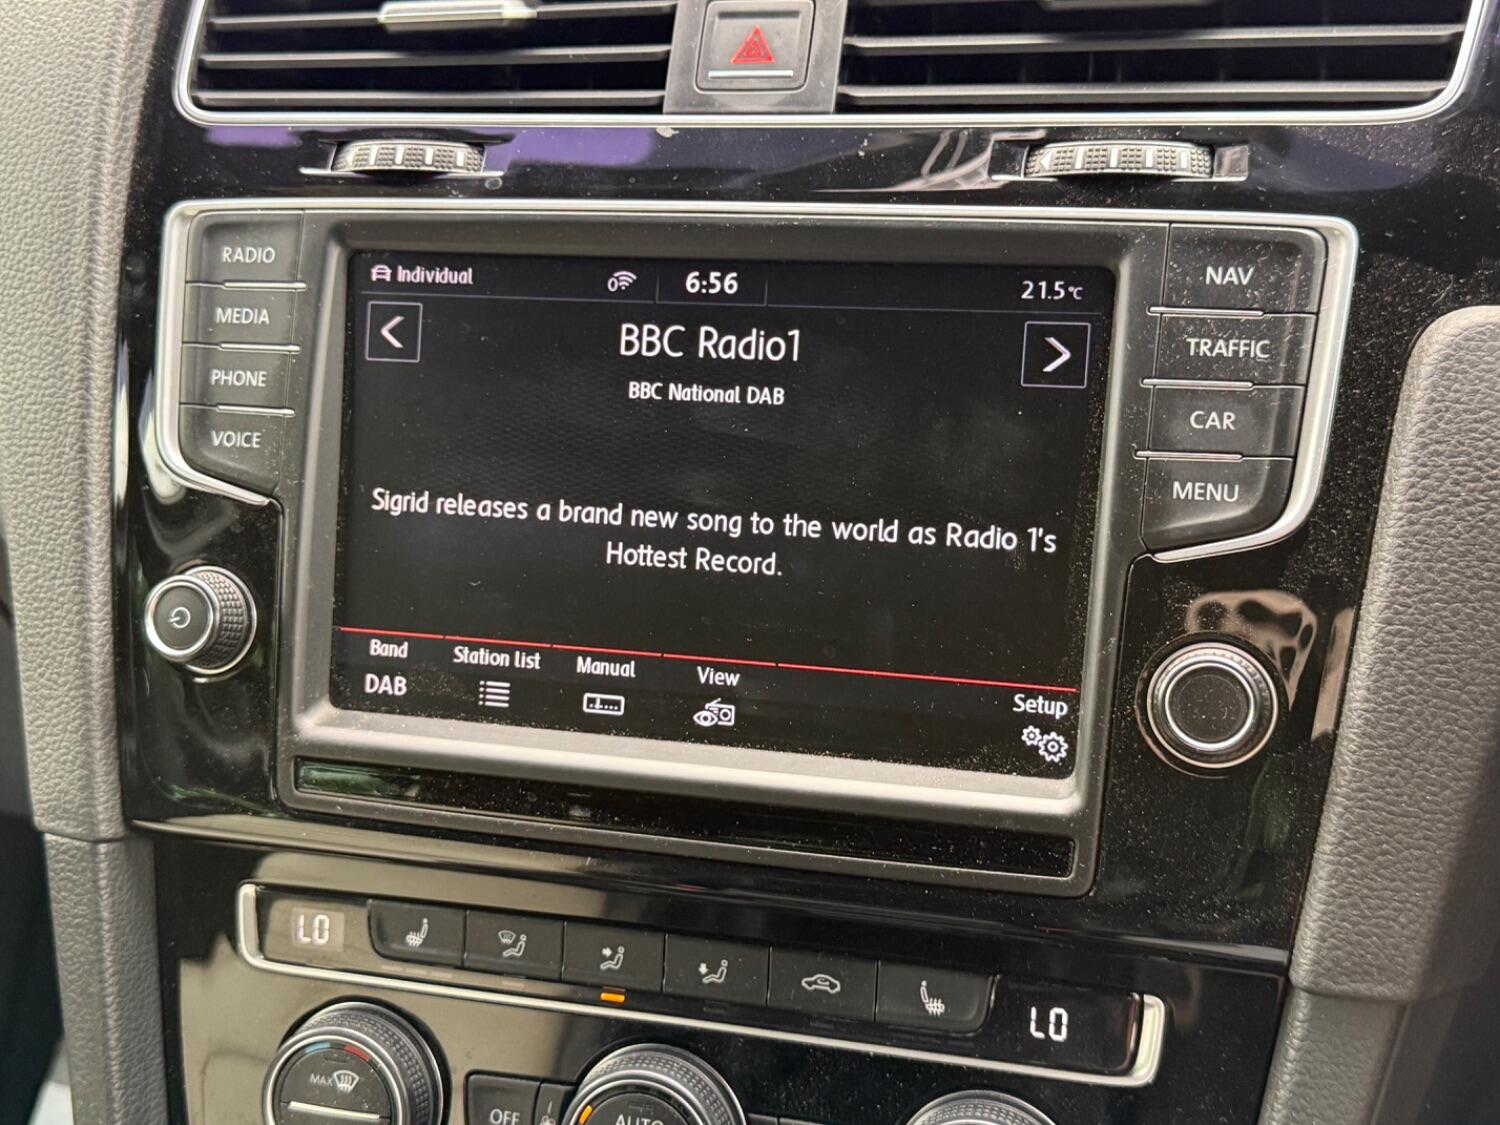 RADIO
MEDIA
PHONE
VOICE
Individual
0
6:56
21.5°C
BBC Radio1
BBC National DAB
Sigrid releases a brand new song to the world as Radio 1's
Hottest Record.
Band
DAB
Station list
Manual
View
Setup
NAV
TRAFFIC
CAR
MENU
LO
LO
MAX
OFF
AUTO